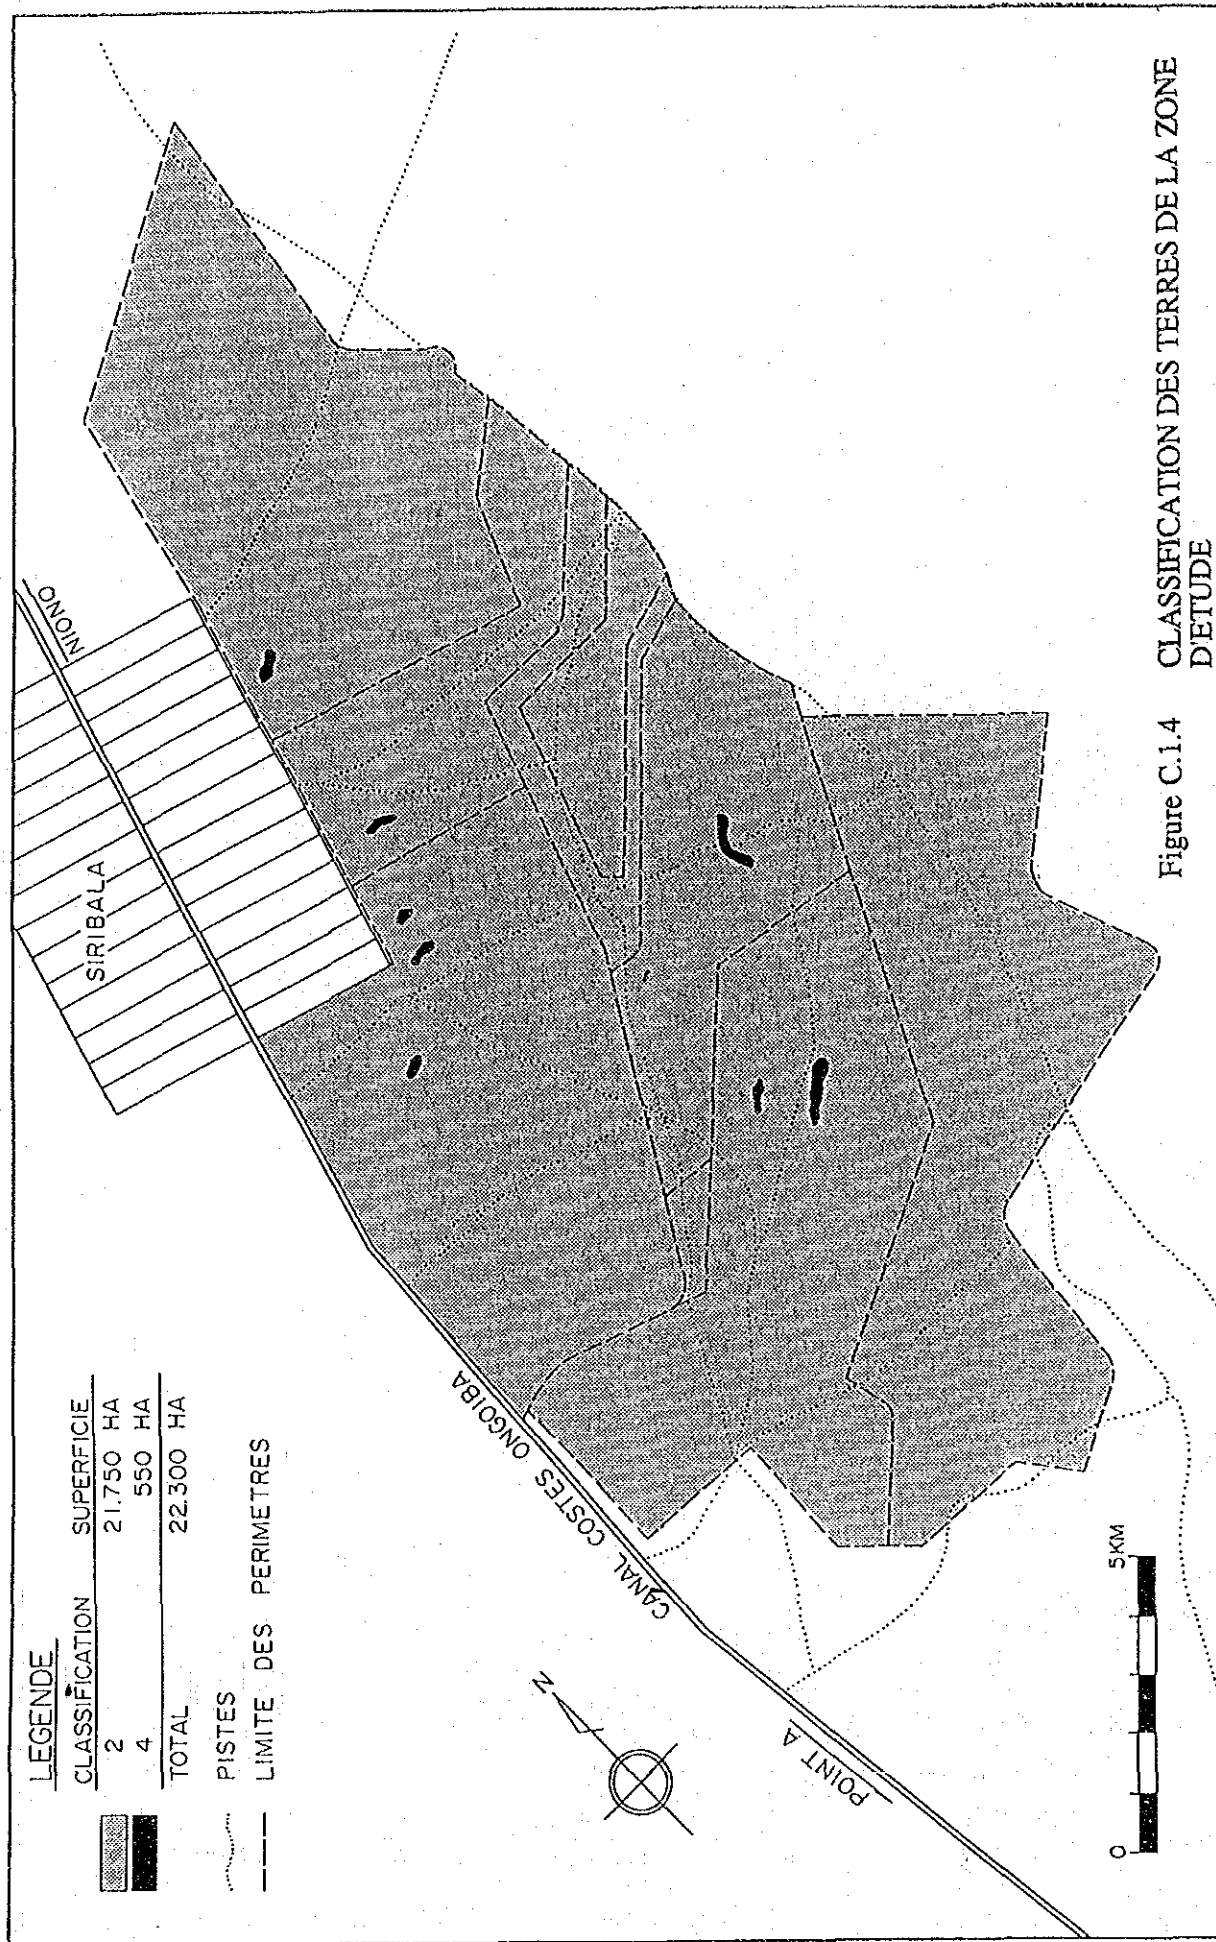 LEGENDE
CLASSIFICATION SUPERFICIE
2 21.750 HA
4 550 HA
TOTAL 22.300 HA
PISTES
LIMITE DES PERIMETRES
SIRIBALA
NIONO
CANAL COSTES ONGOIBA
N
POINT A
0 5KM
Figure C.1.4 CLASSIFICATION DES TERRES DE LA ZONE
D'ETUDE